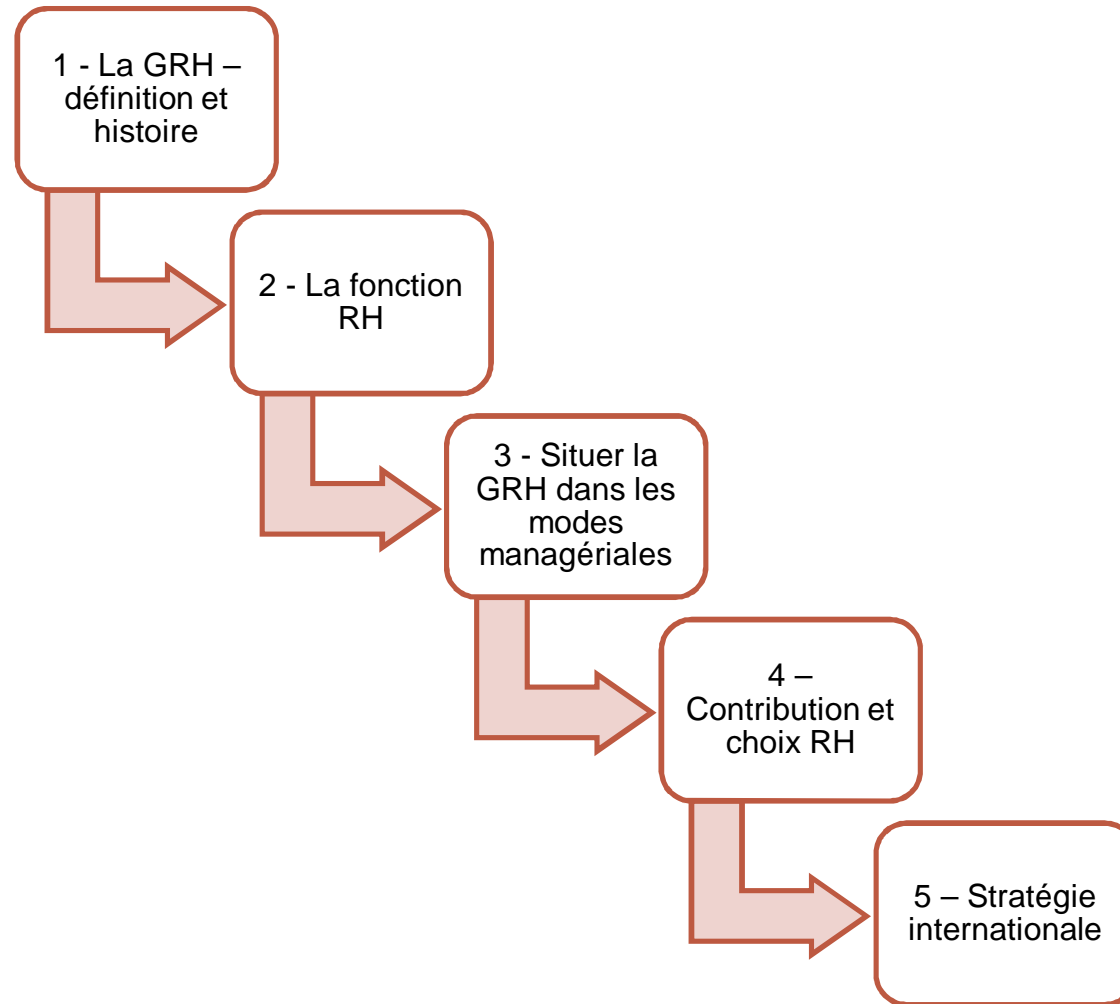 1 - La GRH –
définition et
histoire
2 - La fonction
RH
3 - Situer la
GRH dans les
modes
managériales
4 –
Contribution et
choix RH
5 – Stratégie
internationale